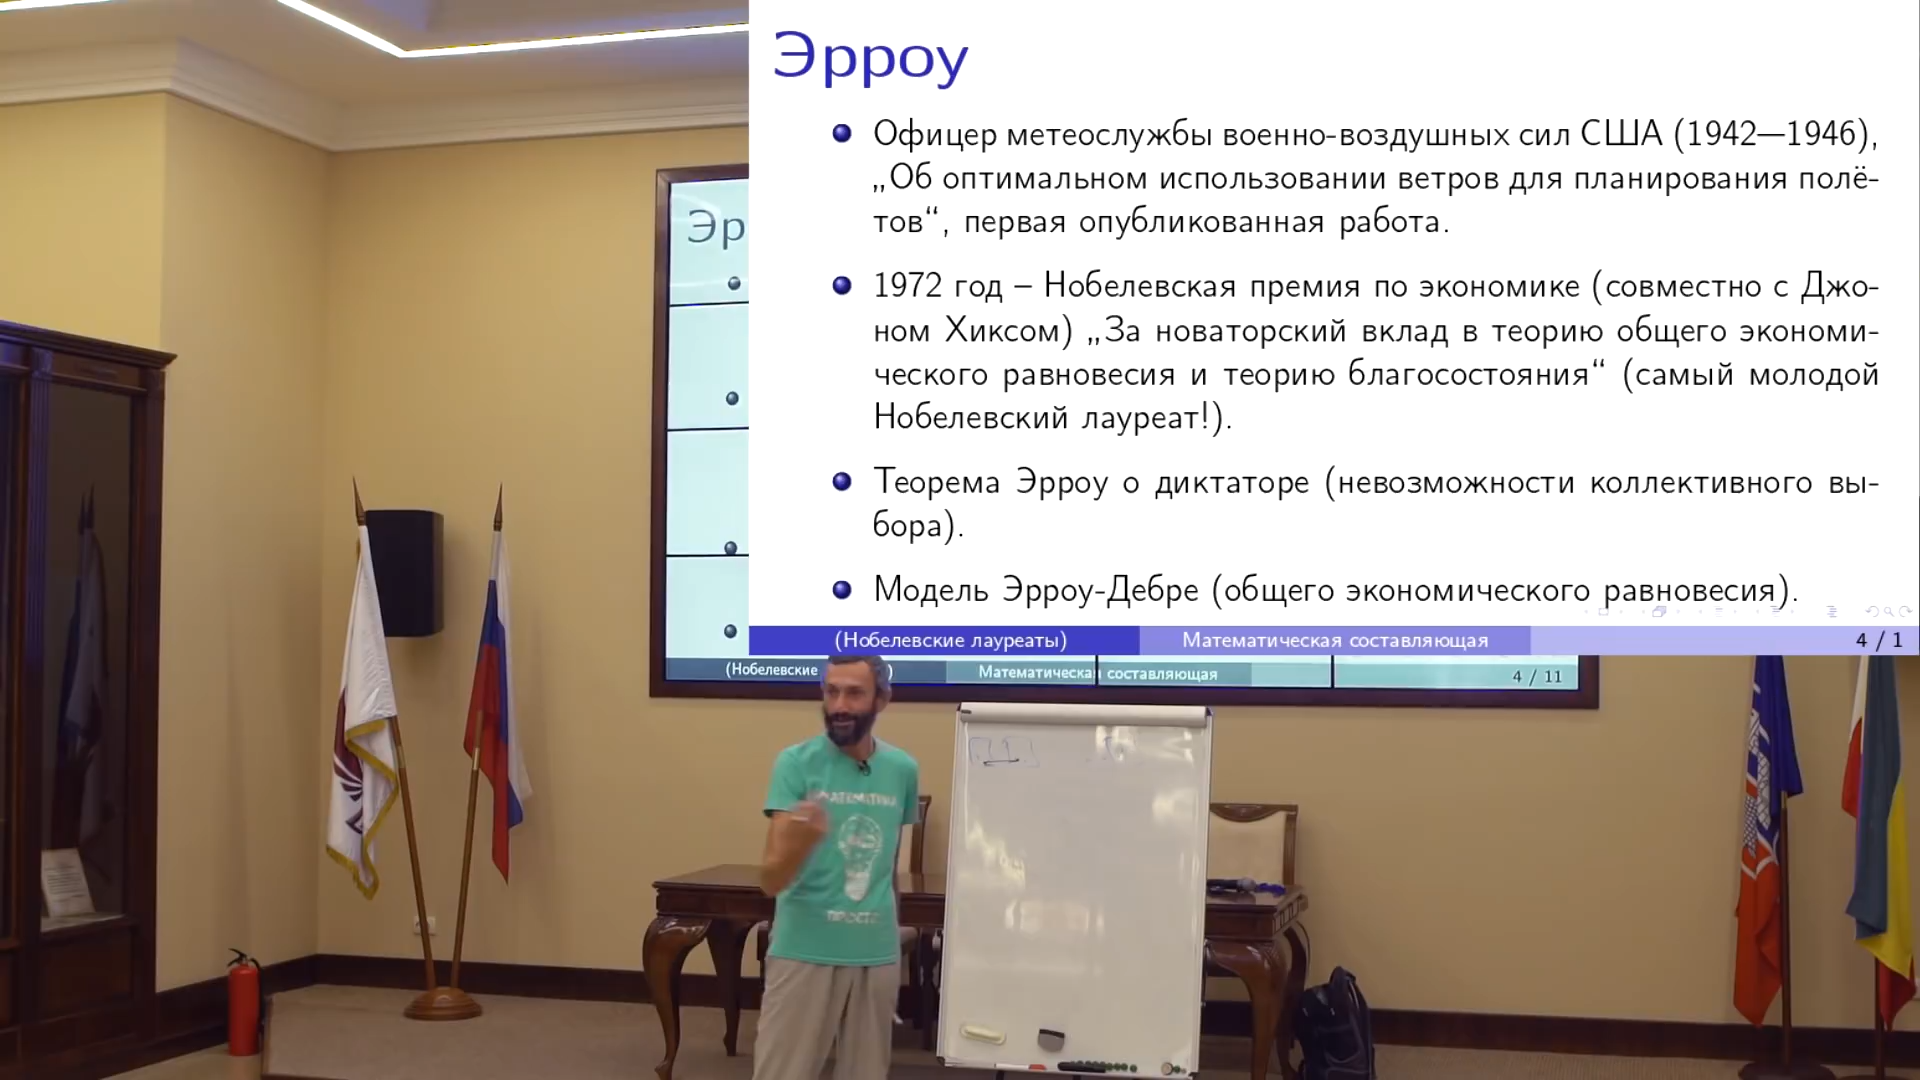 Эрроу
Офицер метеослужбы военно-воздушных сил США (1942—1946),
„Об оптимальном использовании ветров для планирования полё-
тов“, первая опубликованная работа.
1972 год – Нобелевская премия по экономике (совместно с Джо-
ном Хиксом) „За новаторский вклад в теорию общего экономи-
ческого равновесия и теорию благосостояния“ (самый молодой
Нобелевский лауреат!).
Теорема Эрроу о диктаторе (невозможности коллективного вы-
бора).
Модель Эрроу-Дебре (общего экономического равновесия).
(Нобелевские лауреаты) Математическая составляющая 4 / 1
Эр
(Нобелевские ) Математическая составляющая 4 / 11
МАТЕМАТИКА
ПРОСТО